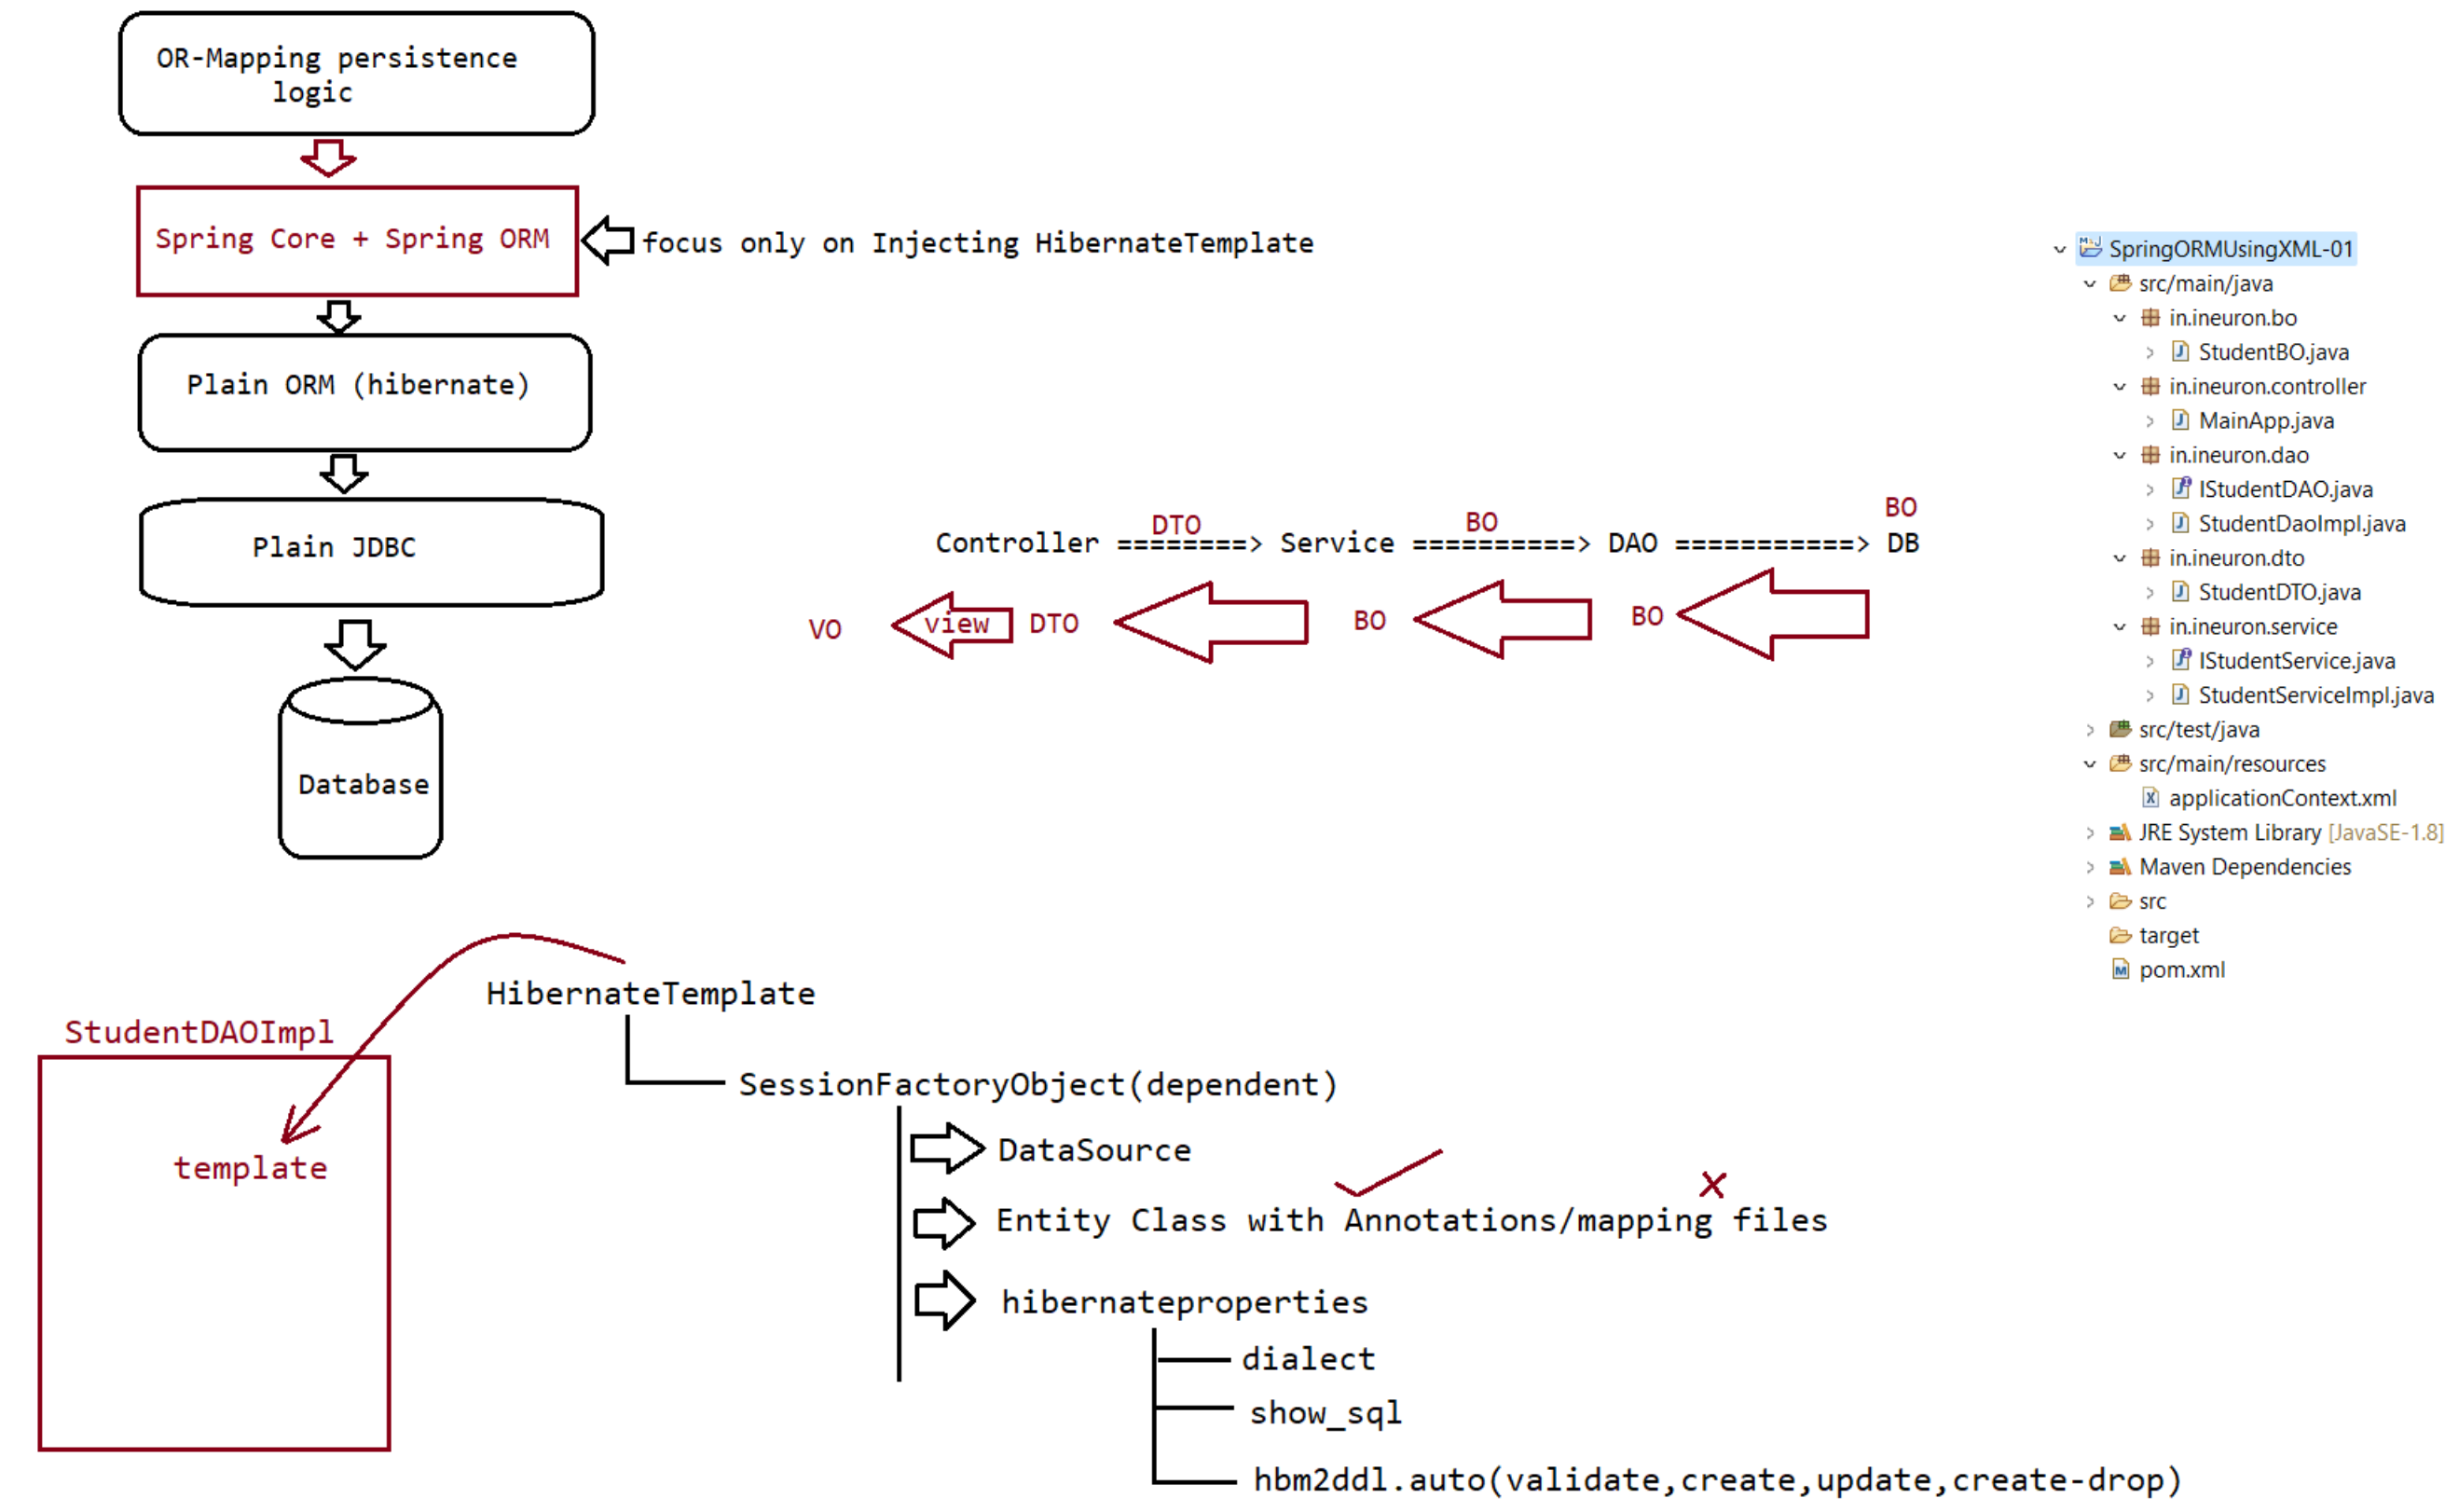 OR-Mapping persistence
logic
Spring Core + Spring ORM
focus only on Injecting HibernateTemplate
Plain ORM (hibernate)
Plain JDBC
Database
DTO
BO
BO
Controller ========> Service ==========> DAO ===========> DB
VO
view
DTO
BO
BO
SpringORMUsingXML-01
src/main/java
in.ineuron.bo
StudentBO.java
in.ineuron.controller
MainApp.java
in.ineuron.dao
IStudentDAO.java
StudentDaoImpl.java
in.ineuron.dto
StudentDTO.java
in.ineuron.service
IStudentService.java
StudentServiceImpl.java
src/test/java
src/main/resources
applicationContext.xml
JRE System Library [JavaSE-1.8]
Maven Dependencies
src
target
pom.xml
HibernateTemplate
StudentDAOImpl
template
SessionFactoryObject(dependent)
DataSource
Entity Class with Annotations/mapping files
hibernateproperties
dialect
show_sql
hbm2ddl.auto(validate,create,update,create-drop)